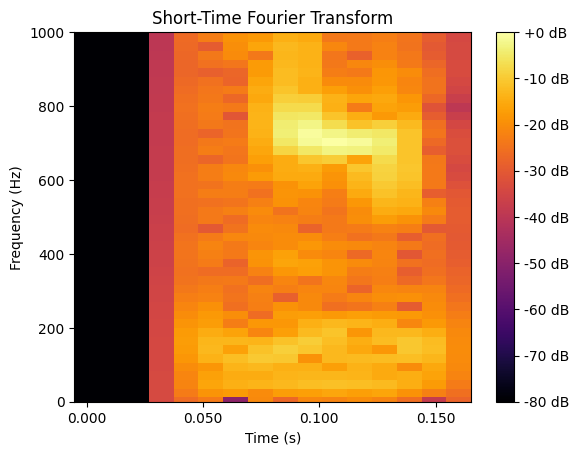 Short-Time Fourier Transform
1000
800
600
400
200
0
Frequency (Hz)
0.000
0.050
0.100
0.150
Time (s)
+0 dB
-10 dB
-20 dB
-30 dB
-40 dB
-50 dB
-60 dB
-70 dB
-80 dB